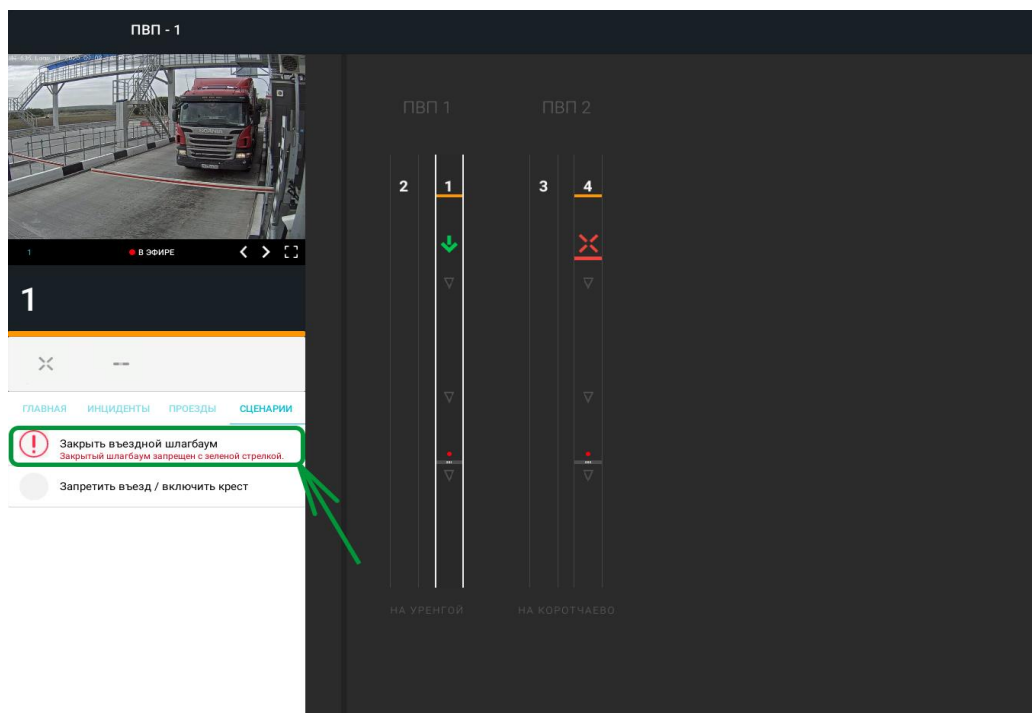 ПВП - 1
ПВП 1
ПВП 2
2
1
3
4
1
В ЭФИРЕ
1
ГЛАВНАЯ
ИНЦИДЕНТЫ
ПРОЕЗДЫ
СЦЕНАРИИ
Закрыть въездной шлагбаум
Закрытый шлагбаум запрещен с зеленой стрелкой.
Запретить въезд / включить крест
НА УРЕНГОЙ
НА КОРОТЧАЕВО